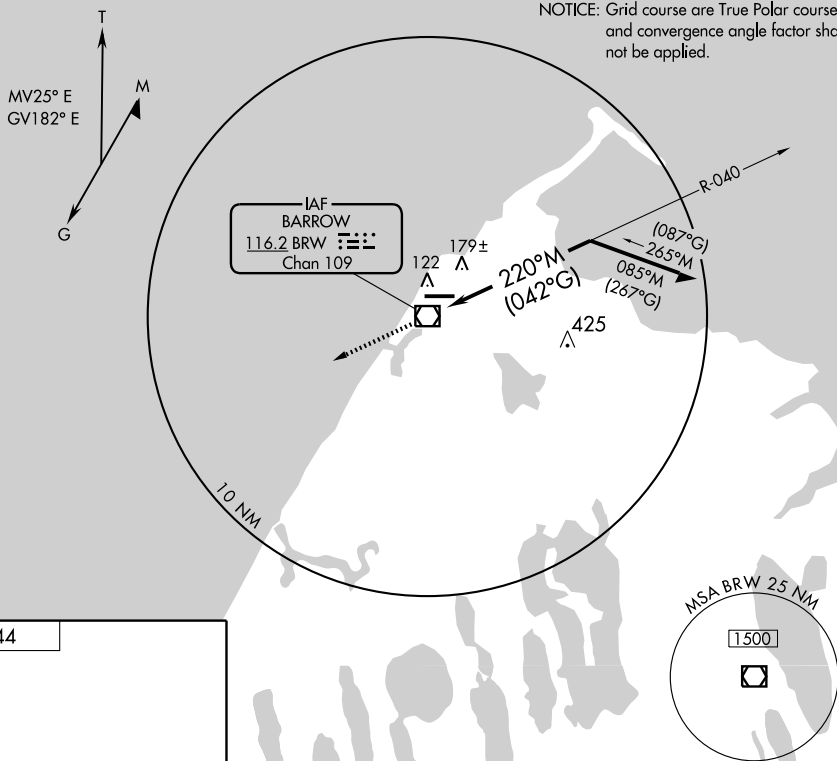 NOTICE: Grid course are True Polar course
and convergence angle factor
not be applied.
T
M
MV25° E
GV182° E
G
IAF
BARROW
116.2 BRW
Chan 109
R-040
(087°G)
265°M
085°M
(267°G)
220°M
(042°G)
122
179±
425
10 NM
MSA BRW 25 NM
1500
44